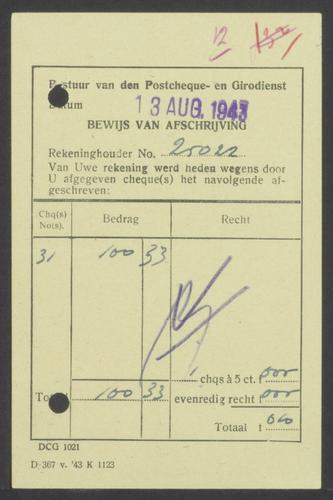 12
Bestuur van den Postcheque- en Girodienst
Datum 13 AUG. 1943
BEWIJS VAN AFSCHRIJVING
Rekeninghouder No. 25022
Van Uwe rekening werd heden wegens door
U afgegeven cheque(s) het navolgende af-
geschreven:
Chq(s) No(s). Bedrag Recht
31 100 33
chqs à 5 ct. f
To 100 33 evenredig recht f
Totaal f
DCG 1021
D 367 v. '43 K 1123